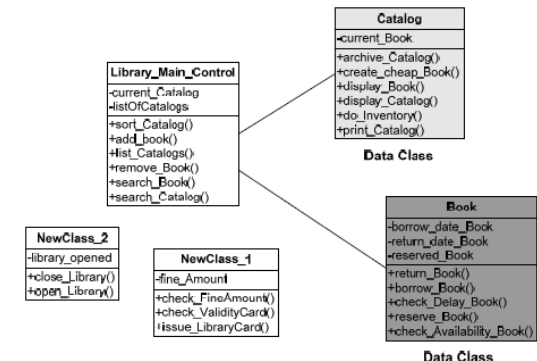 Catalog
-current_Book
+archive_Catalog()
+create_cheap_Book()
+display_Book()
+display_Catalog()
+do_Inventory()
+print_Catalog()
Data Class
Library_Main_Control
-current_Catalog
-listOfCatalogs
+sort_Catalog()
+add_book()
+list_Catalogs()
+remove_Book()
+search_Book()
+search_Catalog()
Book
-borrow_date_Book
-return_date_Book
-reserved_Book
+return_Book()
+borrow_Book()
+check_Delay_Book()
+reserve_Book()
+check_Availability_Book()
Data Class
NewClass_2
-library_opened
+close_Library()
+open_Library()
NewClass_1
-fine_Amount
+check_FineAmount()
+check_ValidityCard()
+issue_LibraryCard()